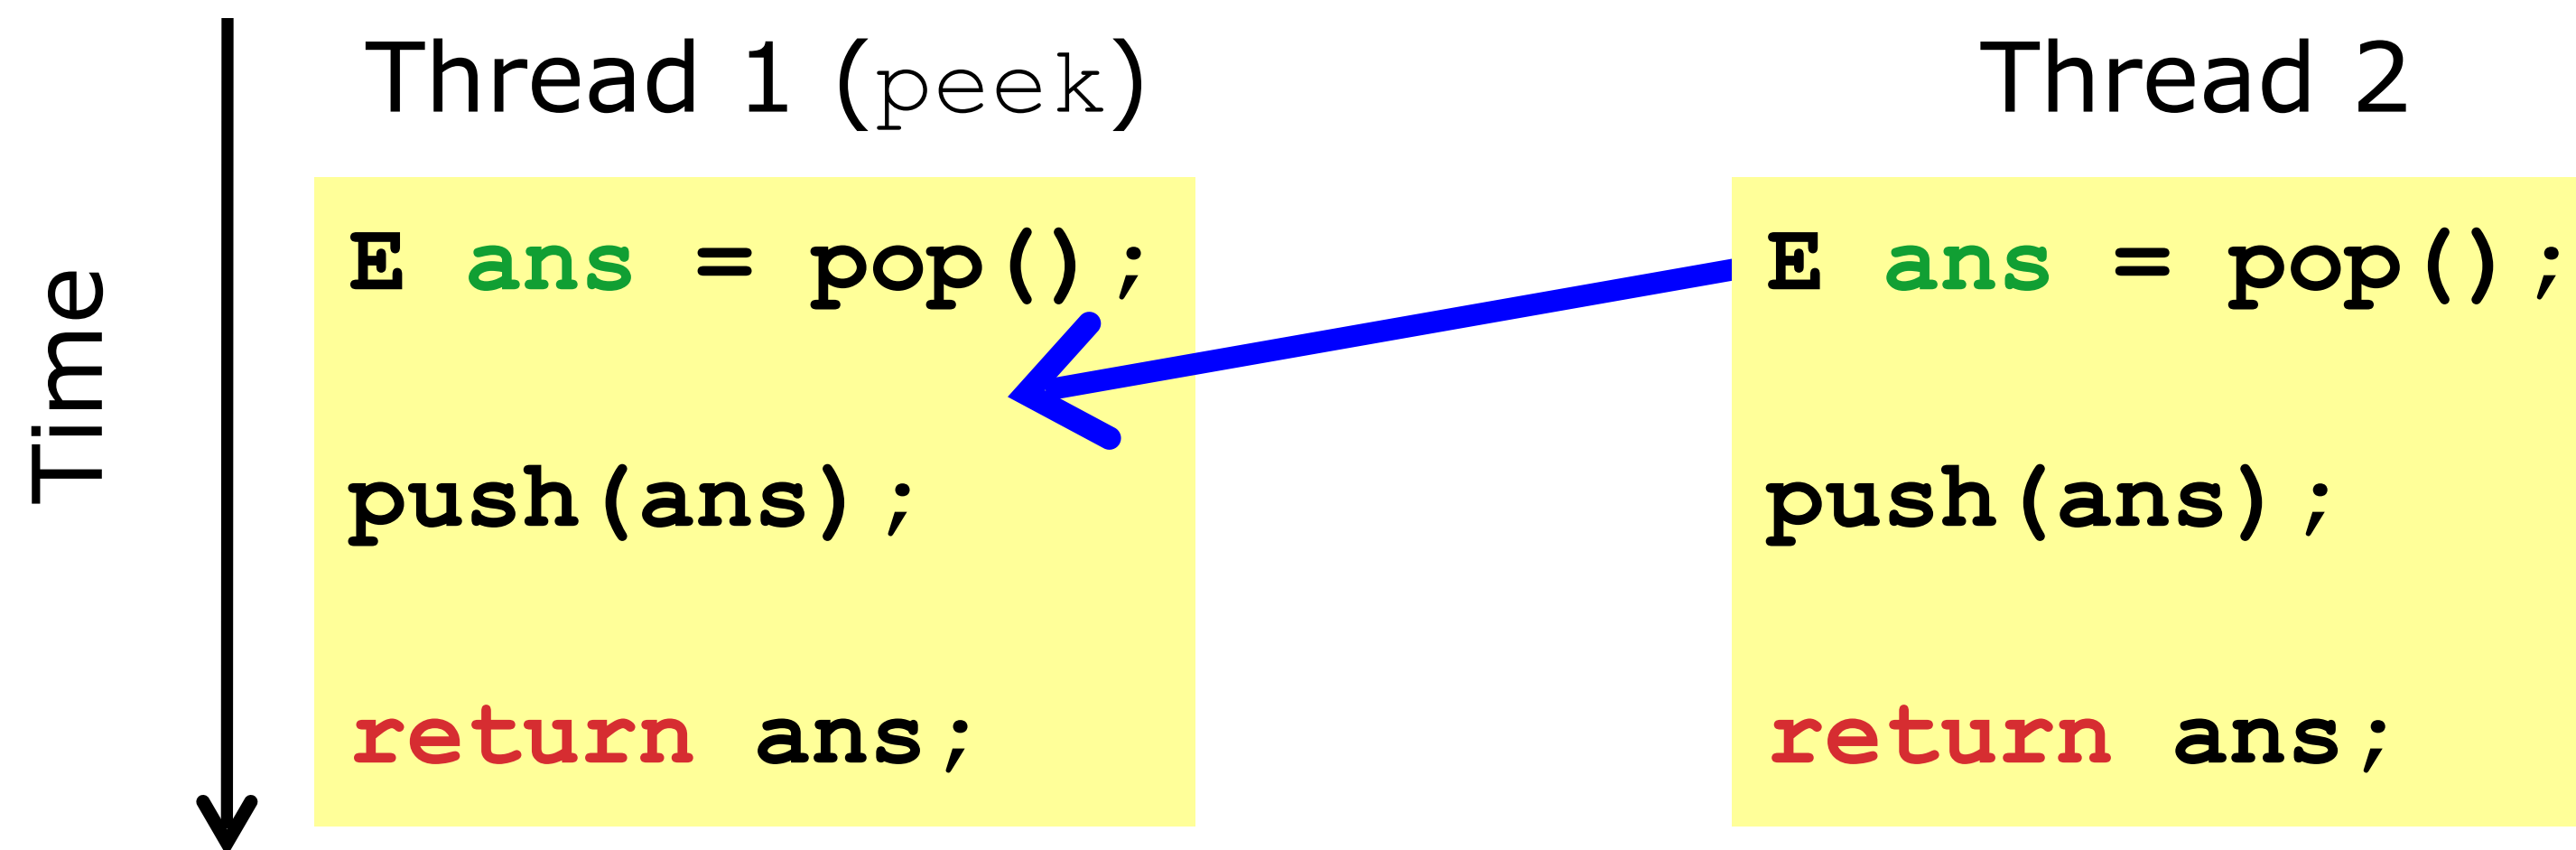 Time
Thread 1 (peek)
E ans = pop();
push(ans);
return ans;
Thread 2
E ans = pop();
push(ans);
return ans;